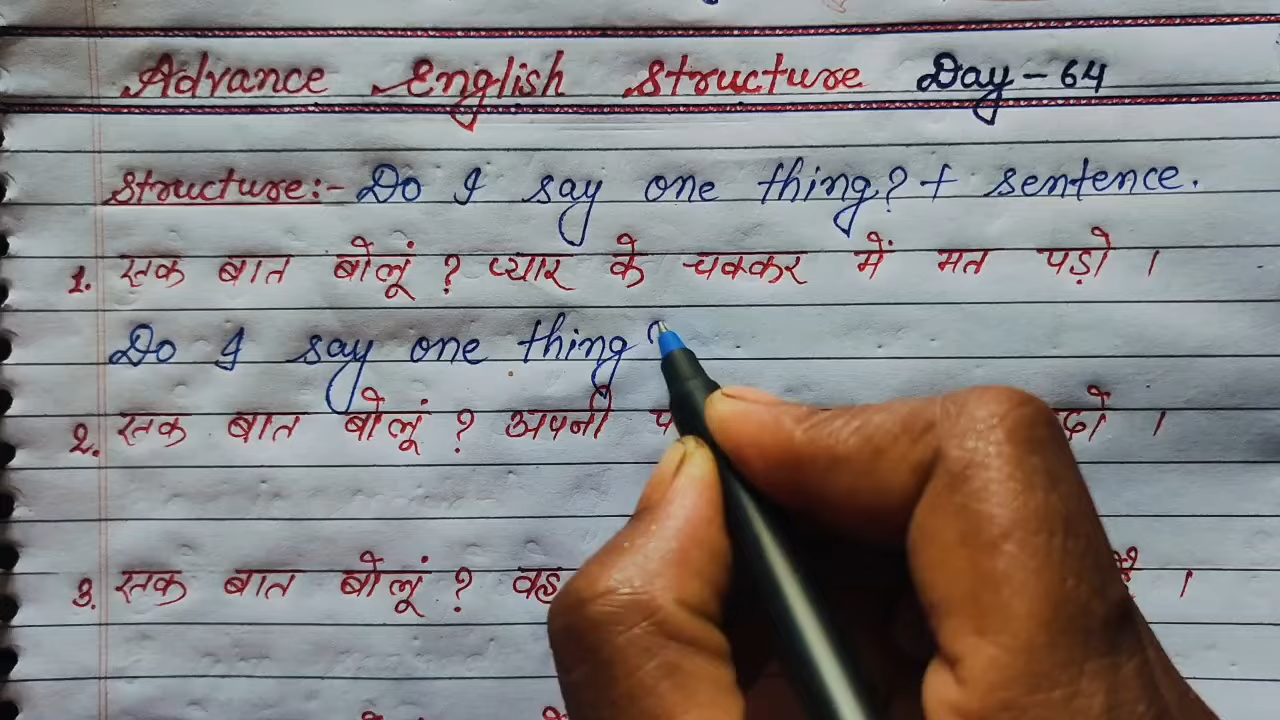 Advance English Structure Day-64
Structure:- Do I say one thing? + sentence.
1. एक बात बोलूं ? प्यार के चक्कर में मत पड़ो ।
Do I say one thing?
2. एक बात बोलूं ? अपनी ।
3. एक बात बोलूं ? वह ।